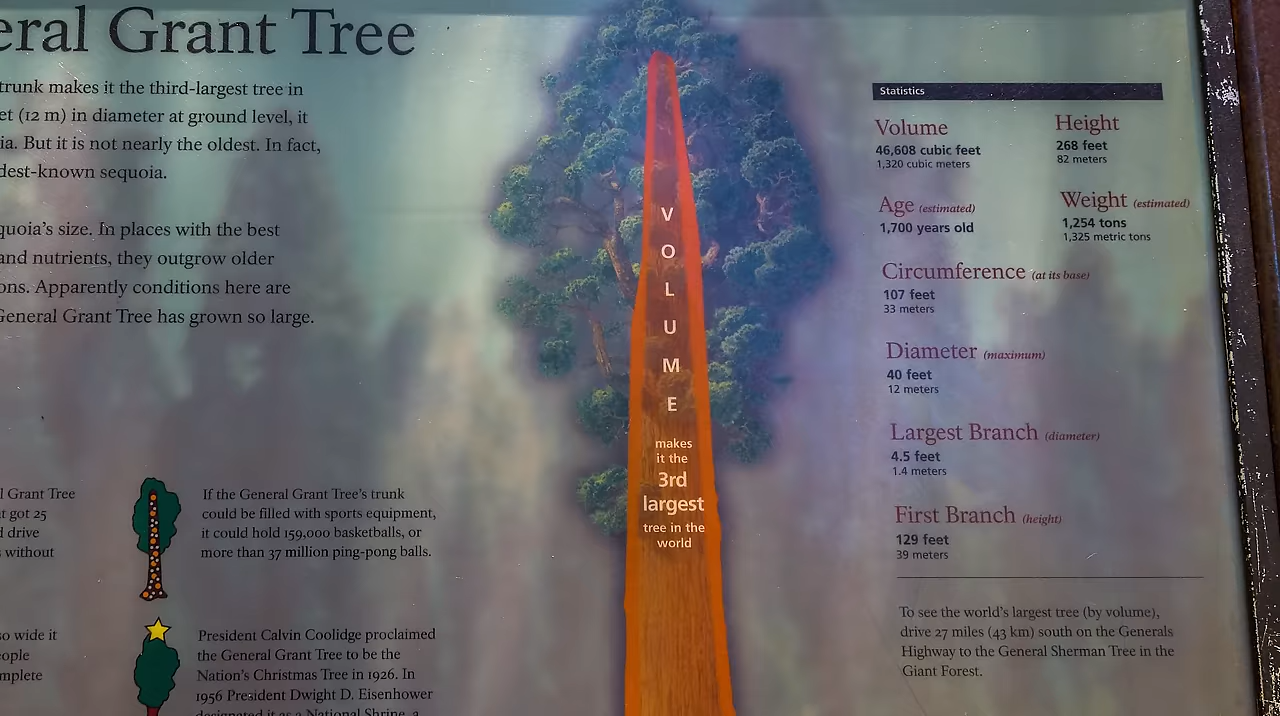 eral Grant Tree
trunk makes it the third-largest tree in
et (12 m) in diameter at ground level, it
ia. But it is not nearly the oldest. In fact,
dest-known sequoia.
quoia's size. In places with the best
and nutrients, they outgrow older
ons. Apparently conditions here are
General Grant Tree has grown so large.
l Grant Tree
t got 25
d drive
without
If the General Grant Tree's trunk
could be filled with sports equipment,
it could hold 159,000 basketballs, or
more than 37 million ping-pong balls.
so wide it
eople
mplete
President Calvin Coolidge proclaimed
the General Grant Tree to be the
Nation's Christmas Tree in 1926. In
1956 President Dwight D. Eisenhower
designated it as a National Shrine, a
VOLUME
makes
it the
3rd
largest
tree in the
world
Statistics
Volume
46,608 cubic feet
1,320 cubic meters
Height
268 feet
82 meters
Age (estimated)
1,700 years old
Weight (estimated)
1,254 tons
1,325 metric tons
Circumference (at its base)
107 feet
33 meters
Diameter (maximum)
40 feet
12 meters
Largest Branch (diameter)
4.5 feet
1.4 meters
First Branch (height)
129 feet
39 meters
To see the world's largest tree (by volume),
drive 27 miles (43 km) south on the Generals
Highway to the General Sherman Tree in the
Giant Forest.